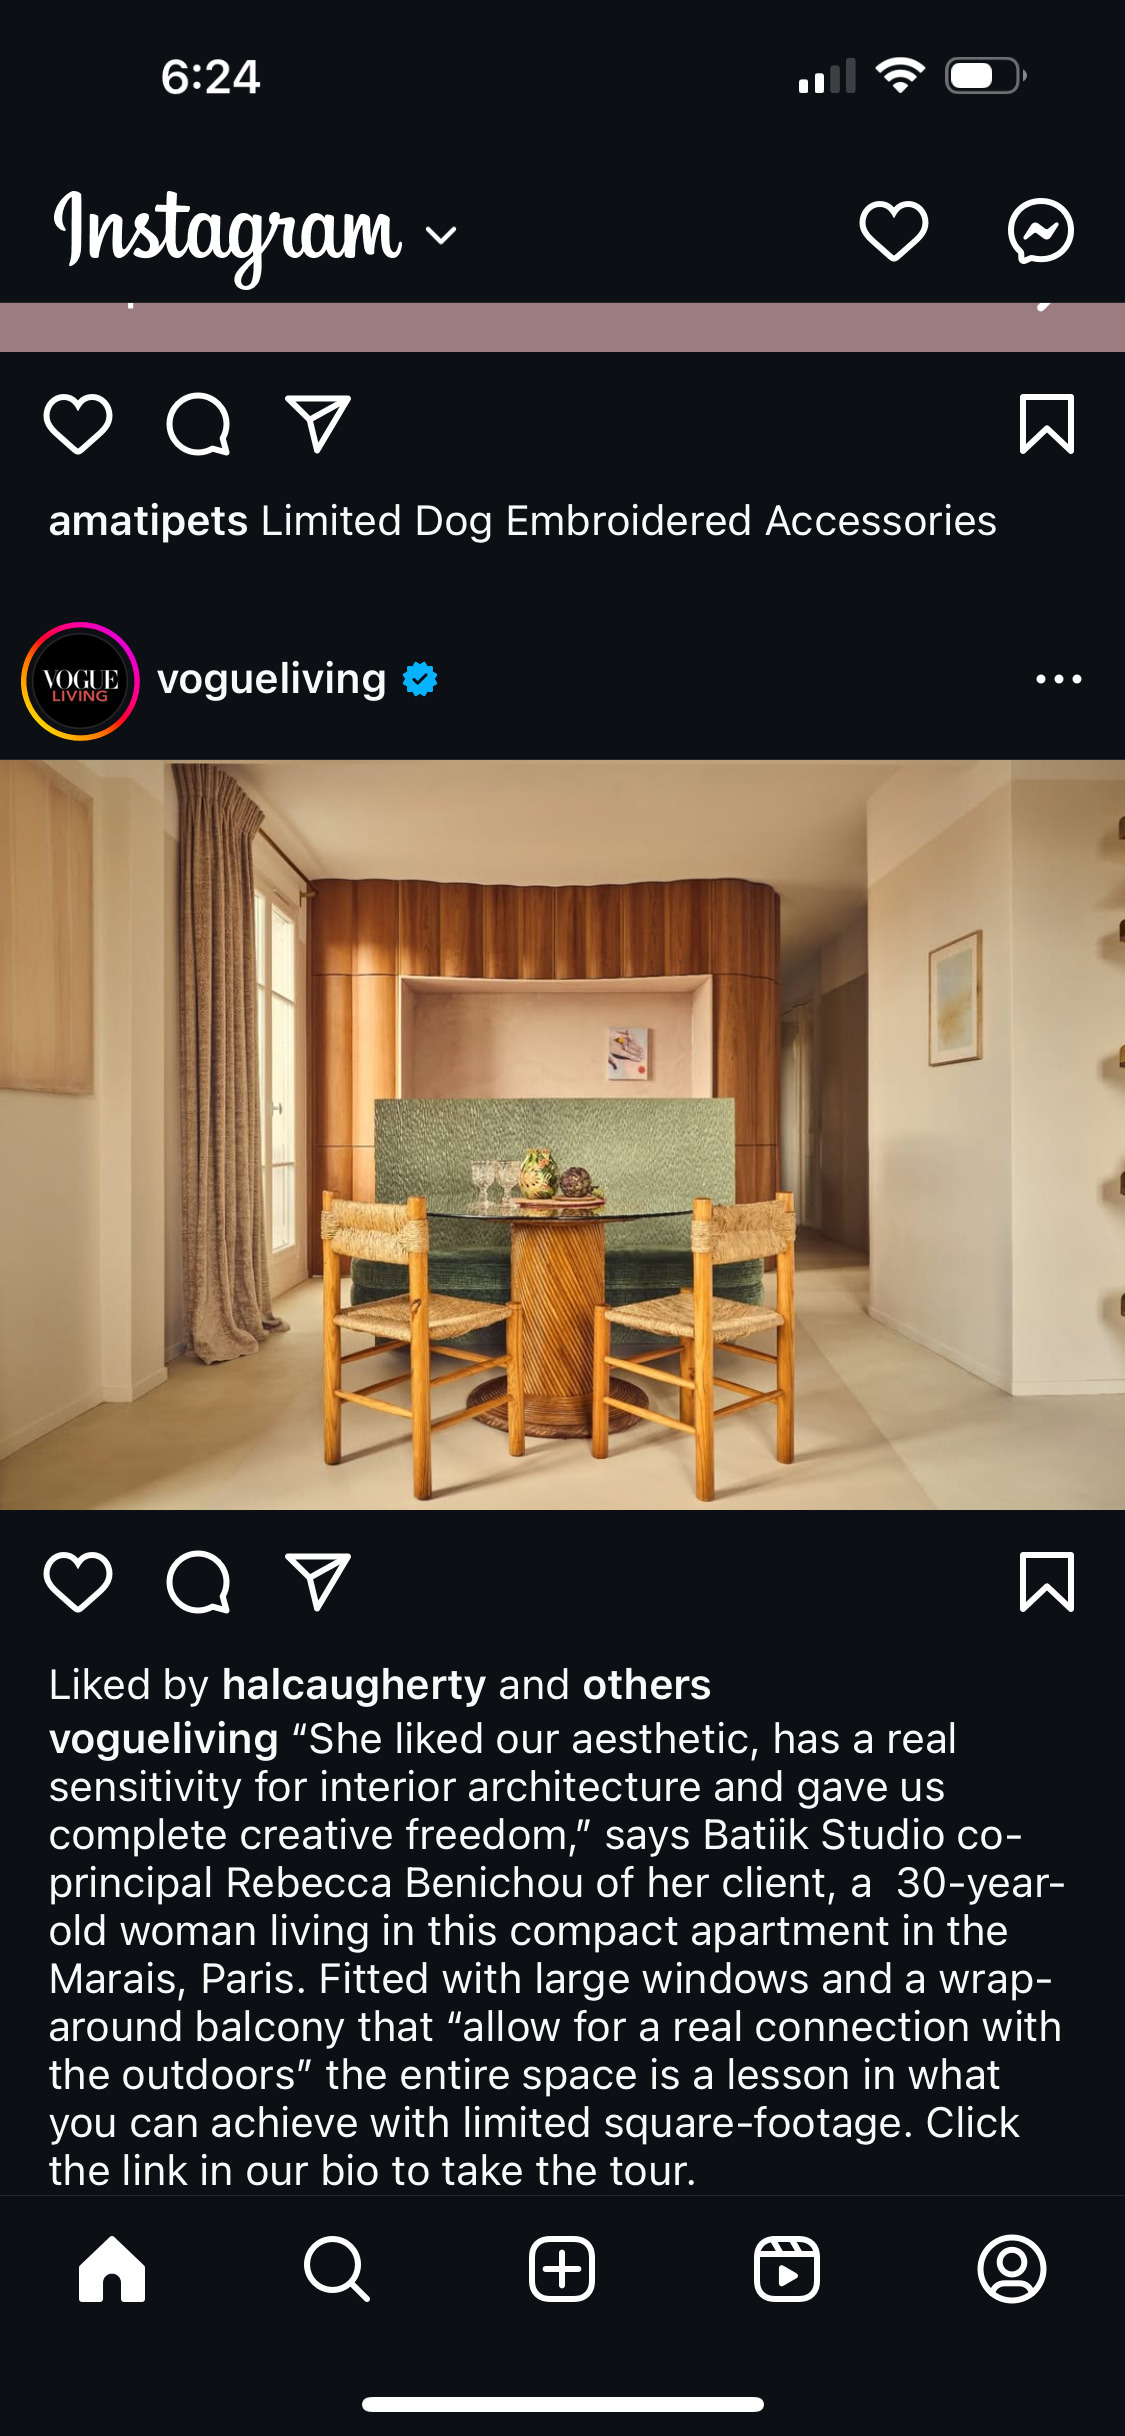 6:24
Instagram
amatipets Limited Dog Embroidered Accessories
VOGUE
LIVING
vogueliving
Liked by halcaugherty and others
vogueliving “She liked our aesthetic, has a real
sensitivity for interior architecture and gave us
complete creative freedom,” says Batiik Studio co-
principal Rebecca Benichou of her client, a  30-year-
old woman living in this compact apartment in the
Marais, Paris. Fitted with large windows and a wrap-
around balcony that “allow for a real connection with
the outdoors” the entire space is a lesson in what
you can achieve with limited square-footage. Click
the link in our bio to take the tour.